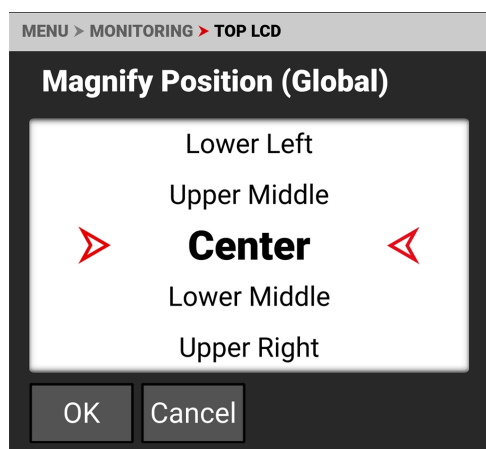 MENU > MONITORING > TOP LCD
Magnify Position (Global)
Lower Left
Upper Middle
Center
Lower Middle
Upper Right
OK Cancel